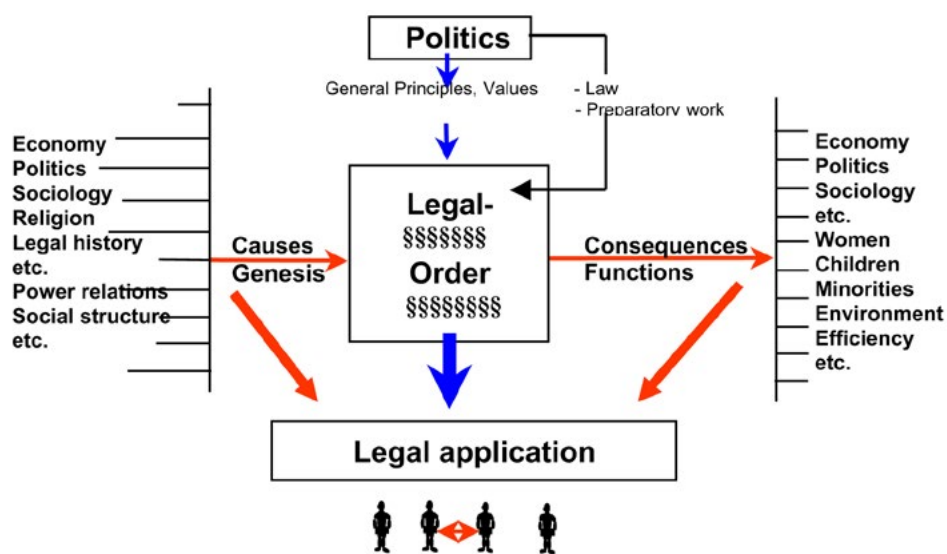 Politics
General Principles, Values
- Law
- Preparatory work
Economy
Politics
Sociology
Religion
Legal history
etc.
Power relations
Social structure
etc.
Causes
Genesis
Legal-
§§§§§§§
Order
§§§§§§§§
Consequences
Functions
Economy
Politics
Sociology
etc.
Women
Children
Minorities
Environment
Efficiency
etc.
Legal application